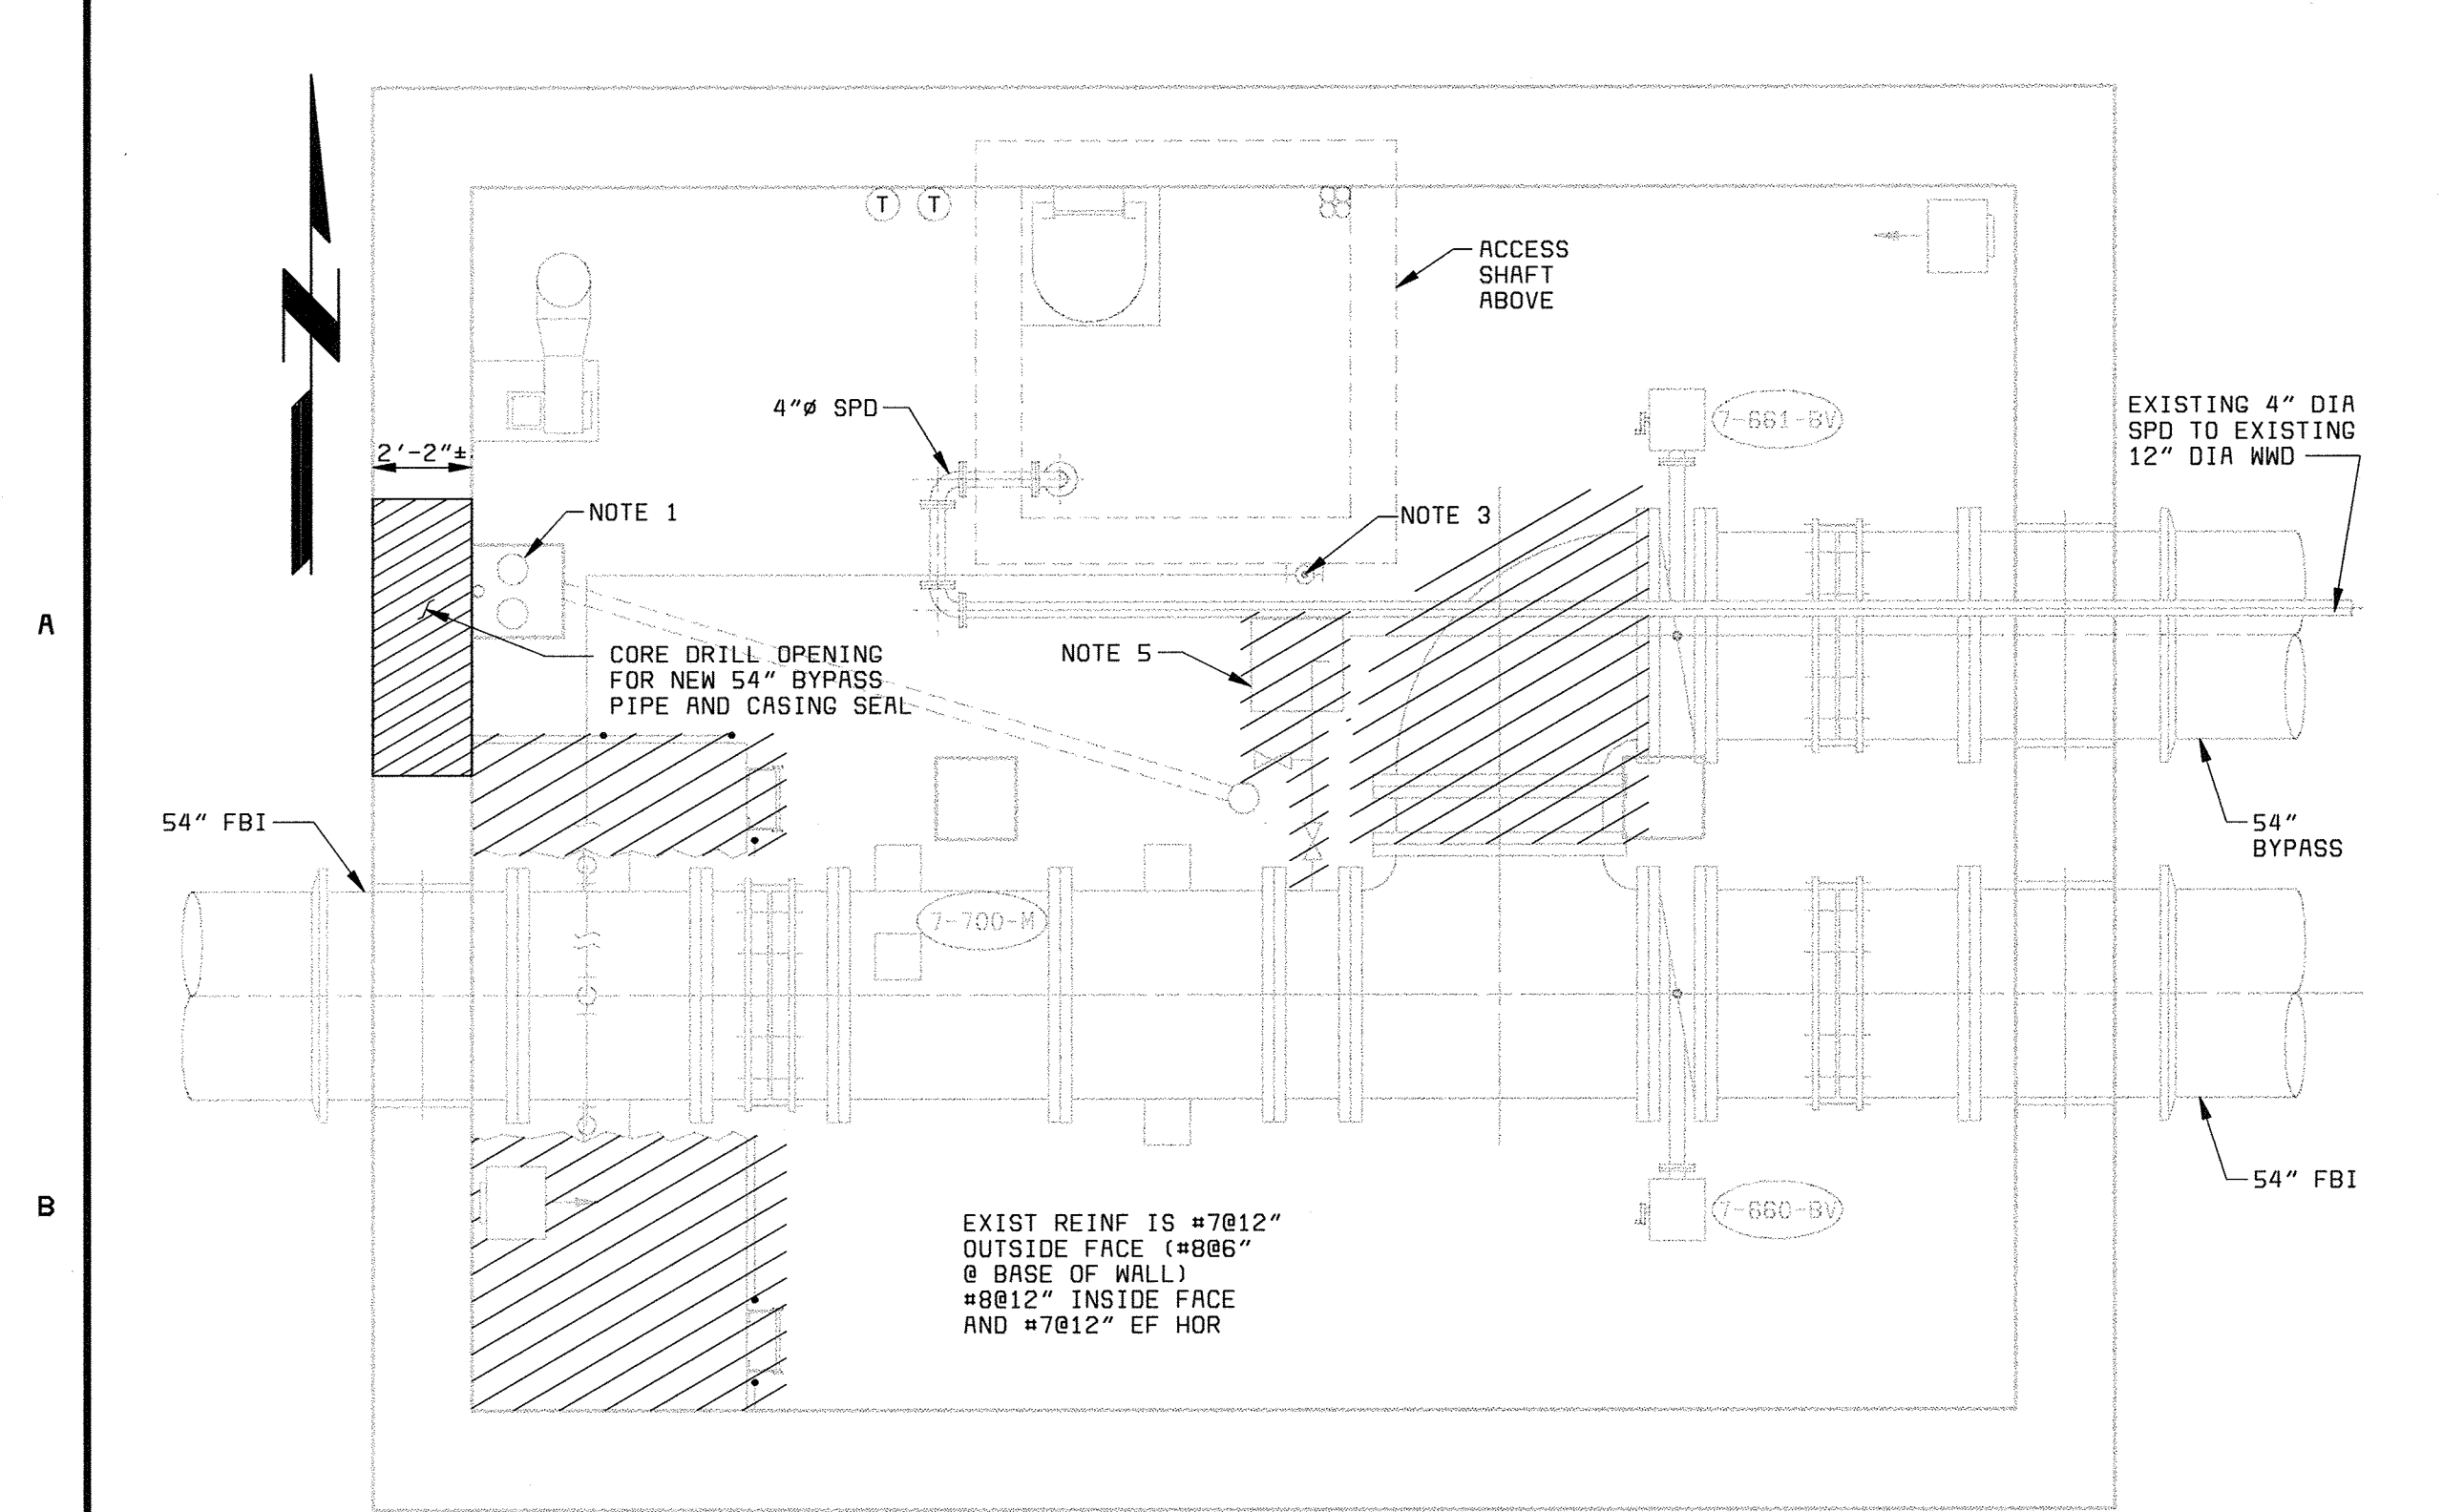 T T
ACCESS
SHAFT
ABOVE
N
4"ø SPD
7-661-BV
EXISTING 4" DIA
SPD TO EXISTING
12" DIA WWD
2'-2"±
NOTE 1
NOTE 3
A
CORE DRILL OPENING
FOR NEW 54" BYPASS
PIPE AND CASING SEAL
NOTE 5
54" FBI
54"
BYPASS
7-700-M
54" FBI
B
7-660-BV
EXIST REINF IS #7@12"
OUTSIDE FACE (#8@6"
@ BASE OF WALL)
#8@12" INSIDE FACE
AND #7@12" EF HOR